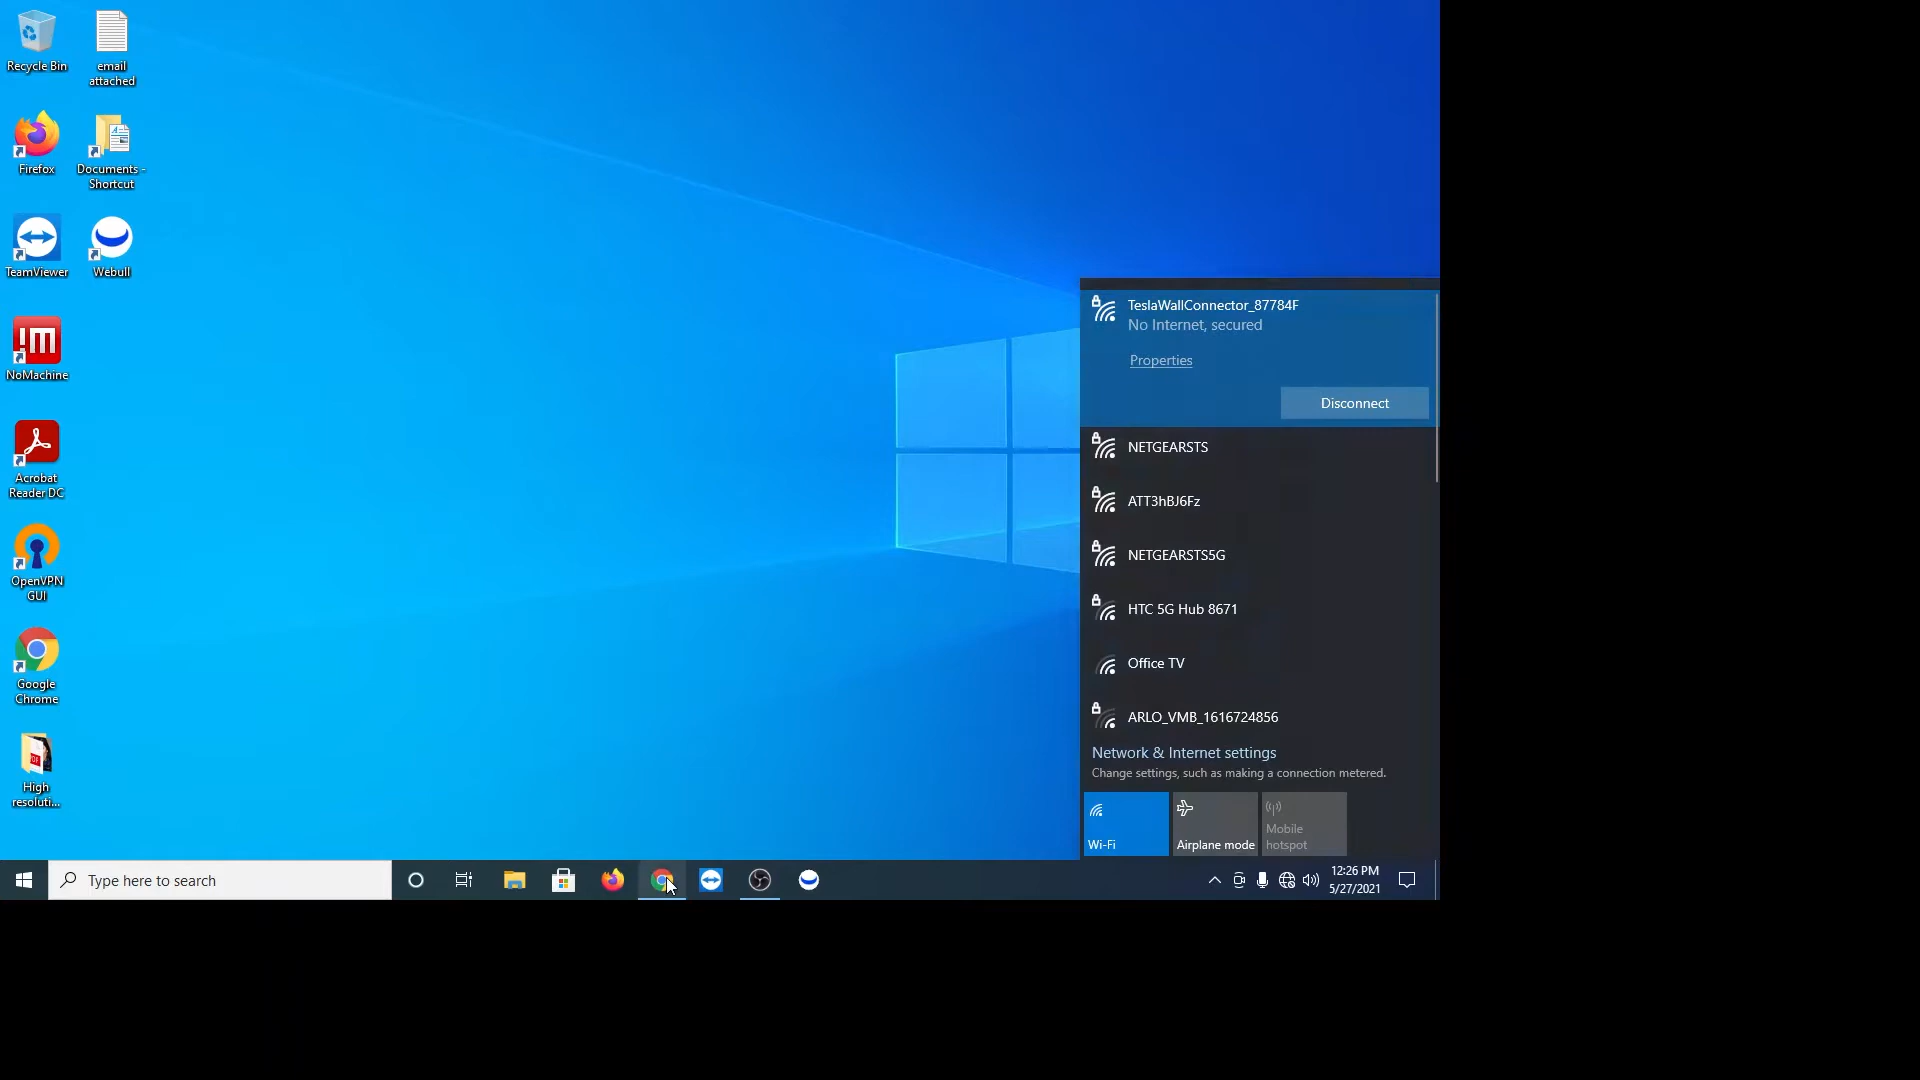 Recycle Bin
email
attached
Firefox
Documents -
Shortcut
TeamViewer
Webull
NoMachine
Acrobat
Reader DC
OpenVPN
GUI
Google
Chrome
High
resoluti...
TeslaWallConnector_87784F
No Internet, secured
Properties
Disconnect
NETGEARSTS
ATT3hBJ6Fz
NETGEARSTS5G
HTC 5G Hub 8671
Office TV
ARLO_VMB_1616724856
Network & Internet settings
Change settings, such as making a connection metered.
Wi-Fi
Airplane mode
Mobile
hotspot
Type here to search
12:26 PM
5/27/2021